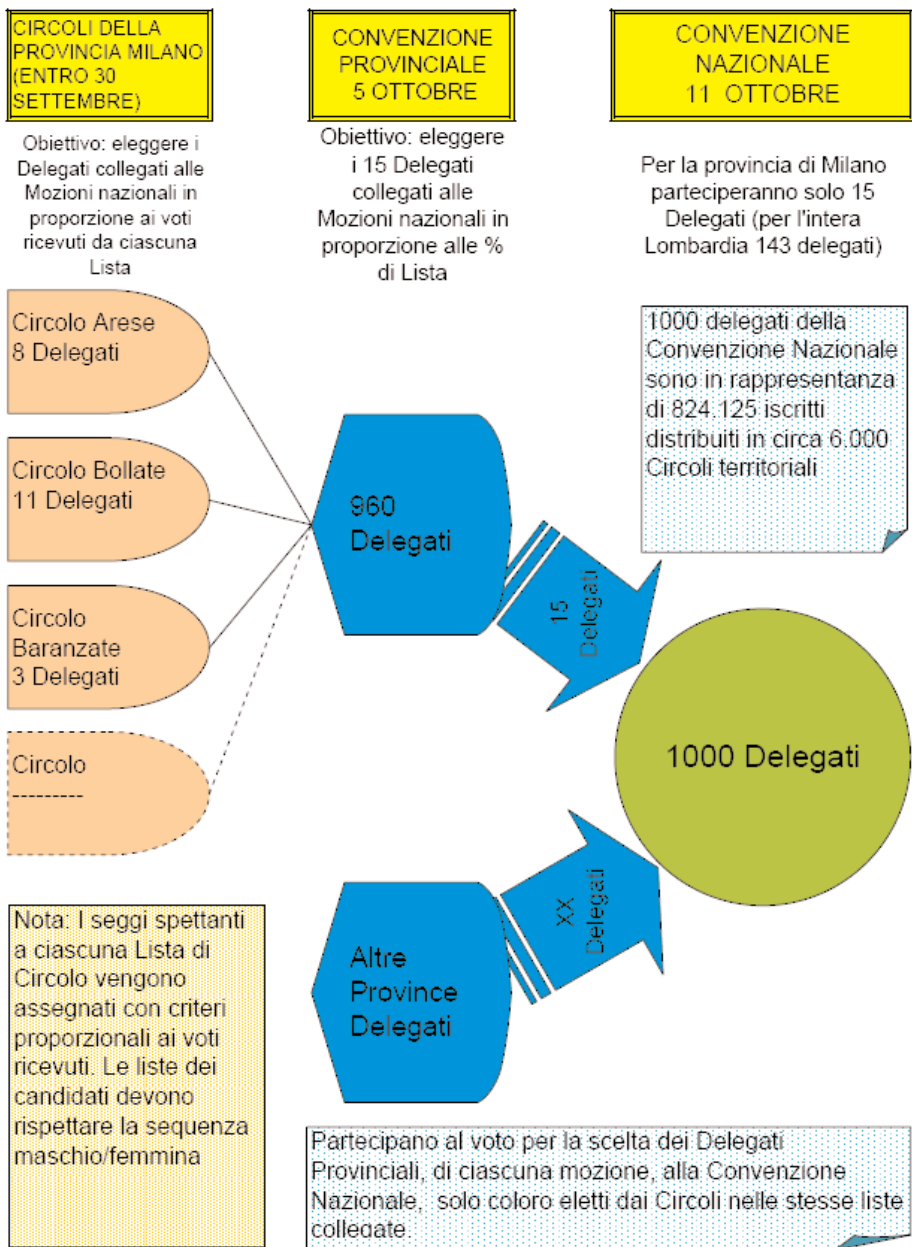 CIRCOLI DELLA
PROVINCIA MILANO
(ENTRO 30
SETTEMBRE)
Obiettivo: eleggere i
Delegati collegati alle
Mozioni nazionali in
proporzione ai voti
ricevuti da ciascuna
Lista
CONVENZIONE
PROVINCIALE
5 OTTOBRE
Obiettivo: eleggere
i 15 Delegati
collegati alle
Mozioni nazionali in
proporzione alle %
di Lista
CONVENZIONE
NAZIONALE
11 OTTOBRE
Per la provincia di Milano
parteciperanno solo 15
Delegati (per l'intera
Lombardia 143 delegati)
Circolo Arese
8 Delegati
Circolo Bollate
11 Delegati
Circolo
Baranzate
3 Delegati
Circolo
---------
960
Delegati
15
Delegati
1000 delegati della
Convenzione Nazionale
sono in rappresentanza
di 824.125 iscritti
distribuiti in circa 6.000
Circoli territoriali
1000 Delegati
Altre
Province
Delegati
XX
Delegati
Nota: I seggi spettanti
a ciascuna Lista di
Circolo vengono
assegnati con criteri
proporzionali ai voti
ricevuti. Le liste dei
candidati devono
rispettare la sequenza
maschio/femmina
Partecipano al voto per la scelta dei Delegati
Provinciali, di ciascuna mozione, alla Convenzione
Nazionale, solo coloro eletti dai Circoli nelle stesse liste
collegate.